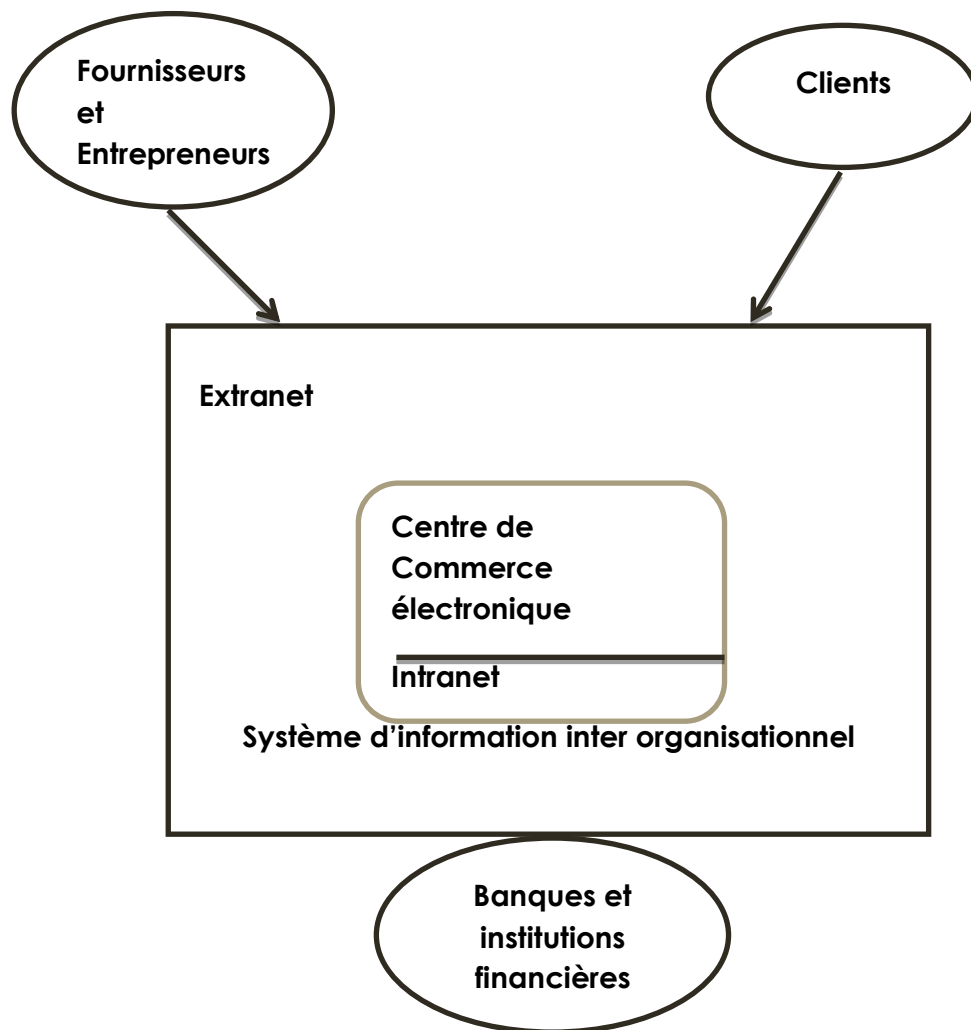 Fournisseurs
et
Entrepreneurs
Clients
Extranet
Centre de
Commerce
électronique
Intranet
Système d’information inter organisationnel
Banques et
institutions
financières